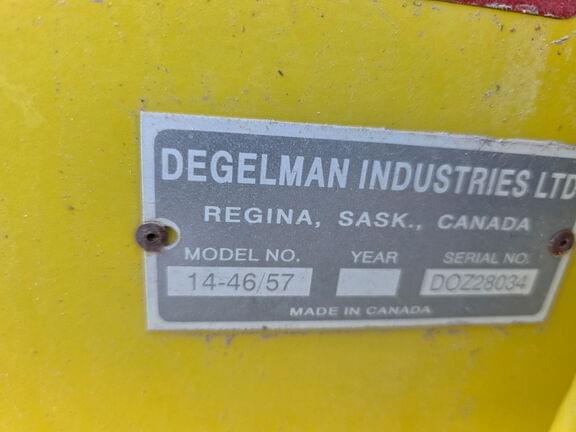 DEGELMAN INDUSTRIES LTD
REGINA, SASK., CANADA
MODEL NO. YEAR SERIAL NO.
14-46/57 DOZ28034
MADE IN CANADA